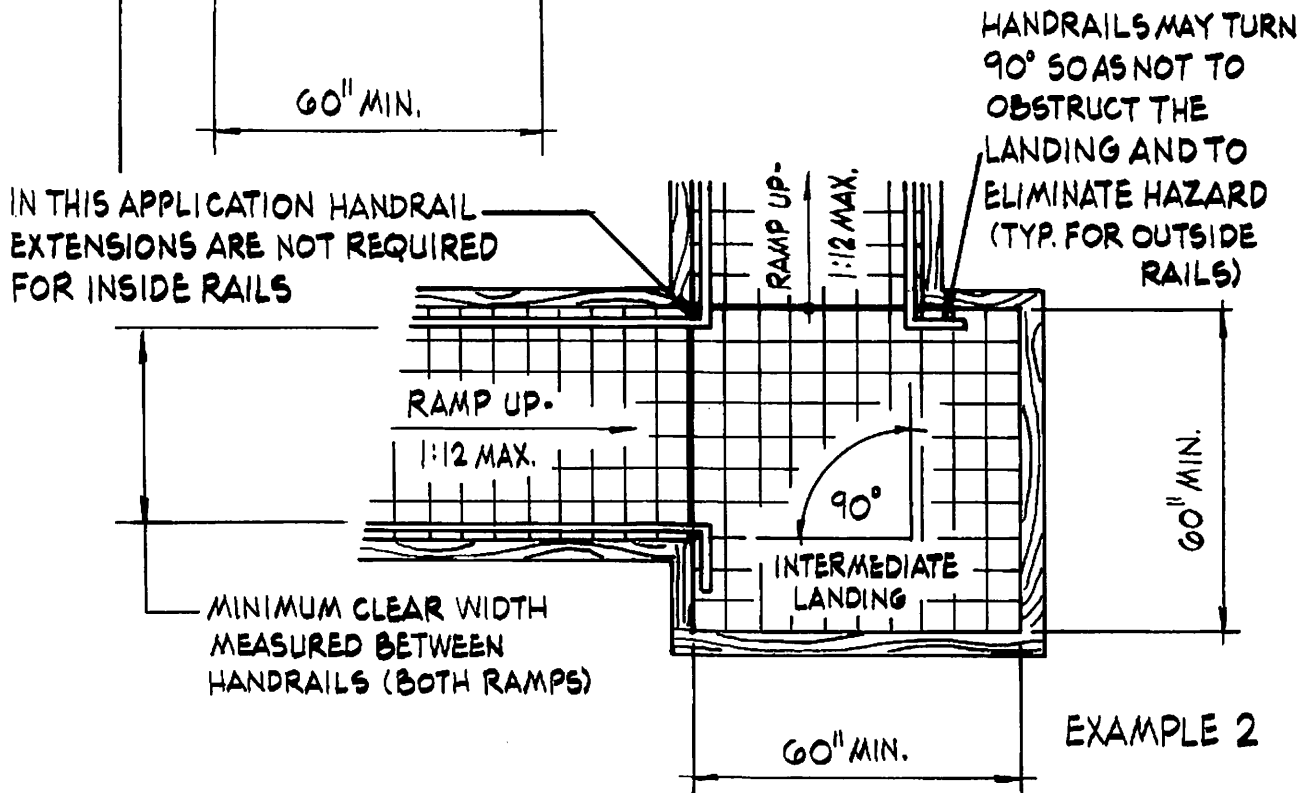 HANDRAILS MAY TURN
90° SO AS NOT TO
OBSTRUCT THE
LANDING AND TO
ELIMINATE HAZARD
(TYP. FOR OUTSIDE
RAILS)
60" MIN.
IN THIS APPLICATION HANDRAIL
EXTENSIONS ARE NOT REQUIRED
FOR INSIDE RAILS
RAMP UP-
1:12 MAX.
RAMP UP-
1:12 MAX.
90°
INTERMEDIATE
LANDING
60" MIN.
MINIMUM CLEAR WIDTH
MEASURED BETWEEN
HANDRAILS (BOTH RAMPS)
60" MIN.
EXAMPLE 2